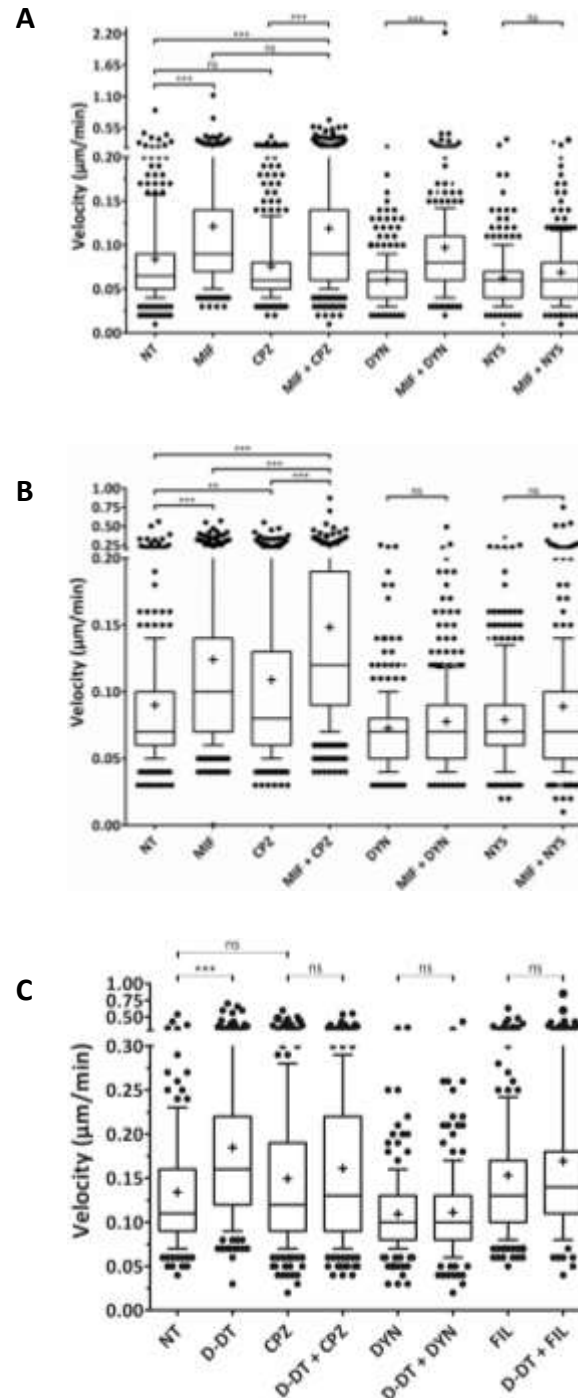 A
*** 
***
*** ns
ns
ns
***
Velocity (µm/min)
2.20
1.65
1.10
0.55
0.20
0.15
0.10
0.05
0.00
NT MIF CPZ MIF + CPZ DYN MIF + DYN NYS MIF + NYS
B
***
***
** ***
*** ns ns
Velocity (µm/min)
1.00
0.75
0.50
0.25
0.20
0.15
0.10
0.05
0.00
NT MIF CPZ MIF + CPZ DYN MIF + DYN NYS MIF + NYS
C
ns
*** ns ns ns
Velocity (µm/min)
1.00
0.75
0.50
0.25
0.30
0.25
0.20
0.15
0.10
0.05
0.00
NT D-DT CPZ D-DT + CPZ DYN D-DT + DYN FIL D-DT + FIL